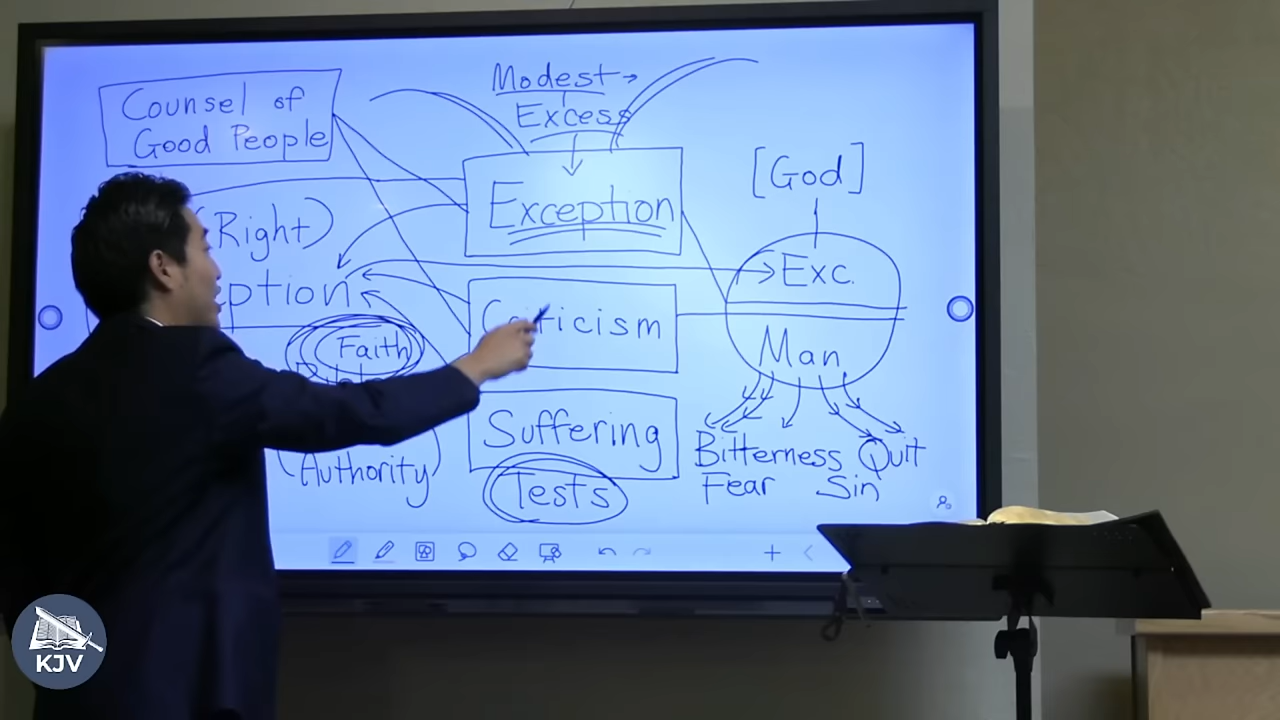 Counsel of
Good People
Modest →
Excess
Exception
[God]
(Right)
ption
Exc.
Criticism
Man
Faith
Suffering
Authority
Tests
Bitterness Quit
Fear Sin
KJV